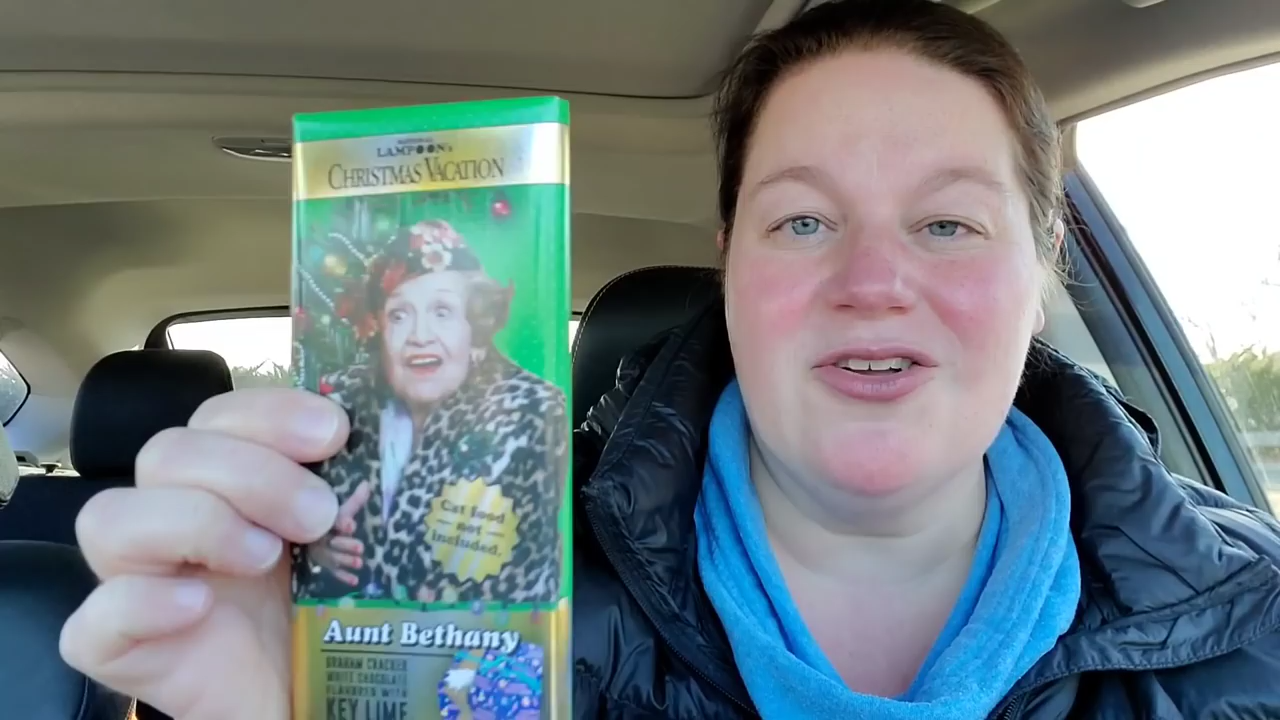 NATIONAL
LAMPOON's
CHRISTMAS VACATION
Cat food
— not —
included.
Aunt Bethany
GRAHAM CRACKER
WHITE CHOCOLATE
FLAVORED WITH
KEY LIME